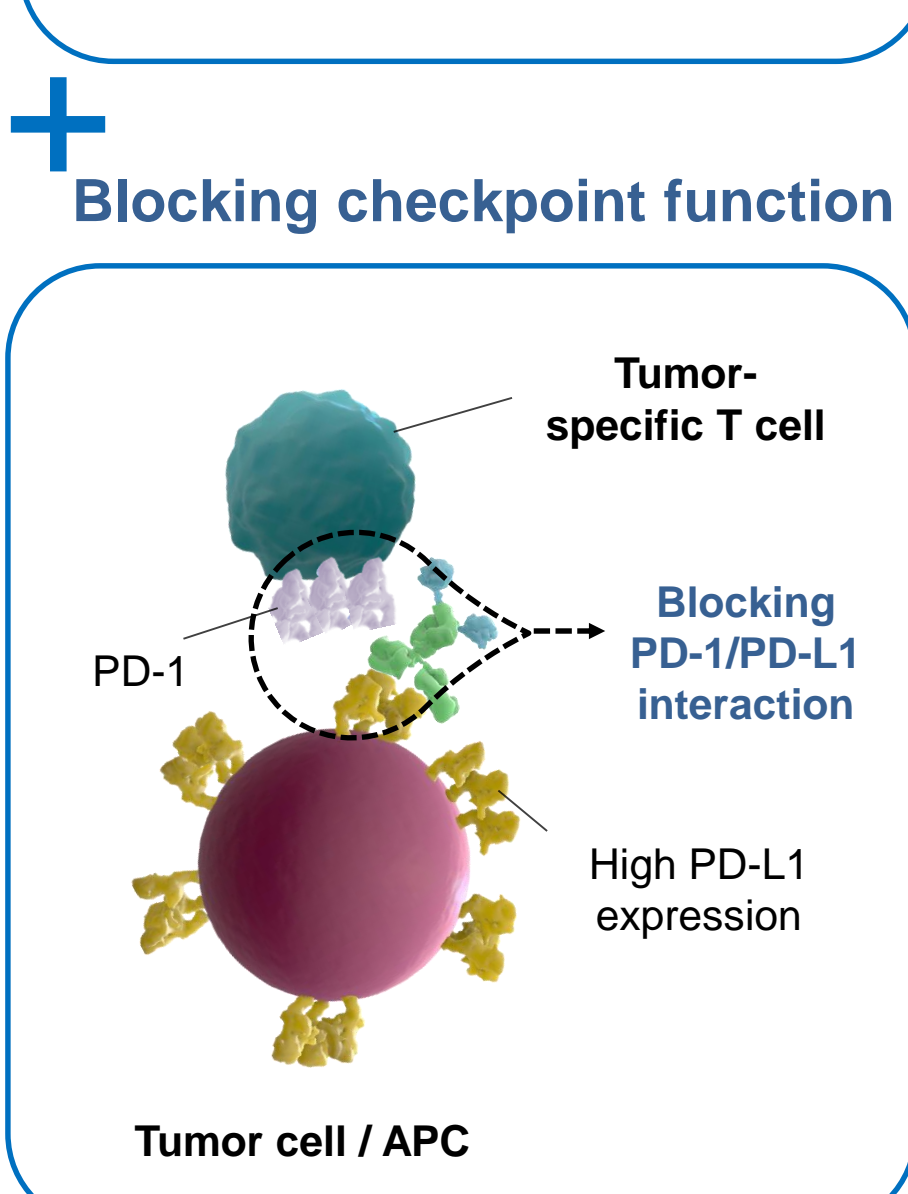 +
Blocking checkpoint function
Tumor-
specific T cell
PD-1
Blocking
PD-1/PD-L1
interaction
High PD-L1
expression
Tumor cell / APC